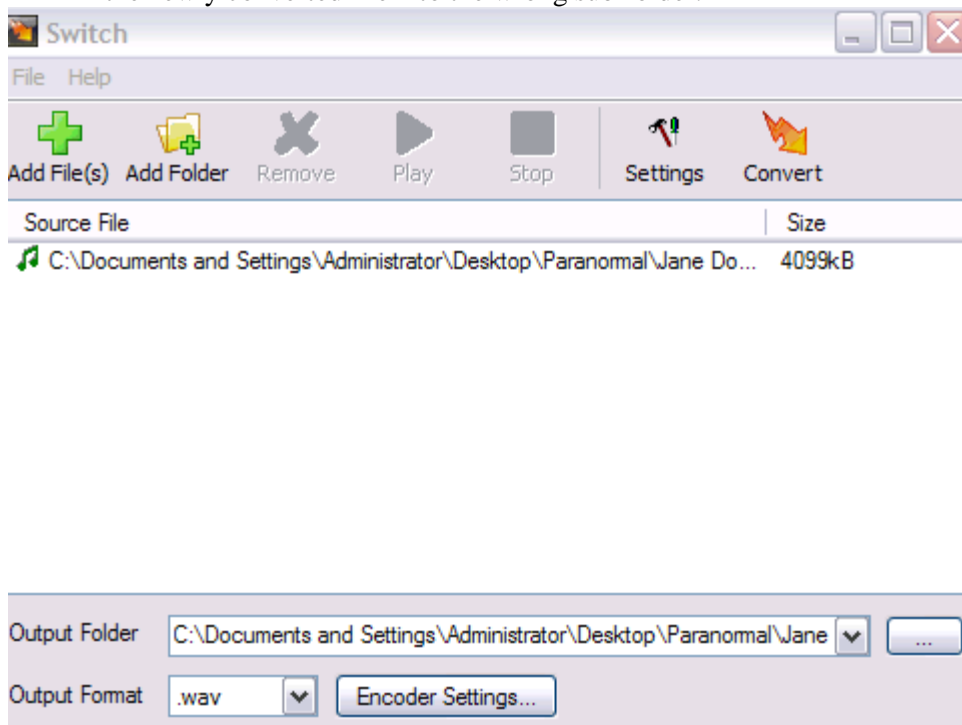 Switch
File Help
Add File(s) Add Folder Remove Play Stop Settings Convert
Source File Size
C:\Documents and Settings\Administrator\Desktop\Paranormal\Jane Do... 4099kB
Output Folder C:\Documents and Settings\Administrator\Desktop\Paranormal\Jane ...
Output Format .wav Encoder Settings...